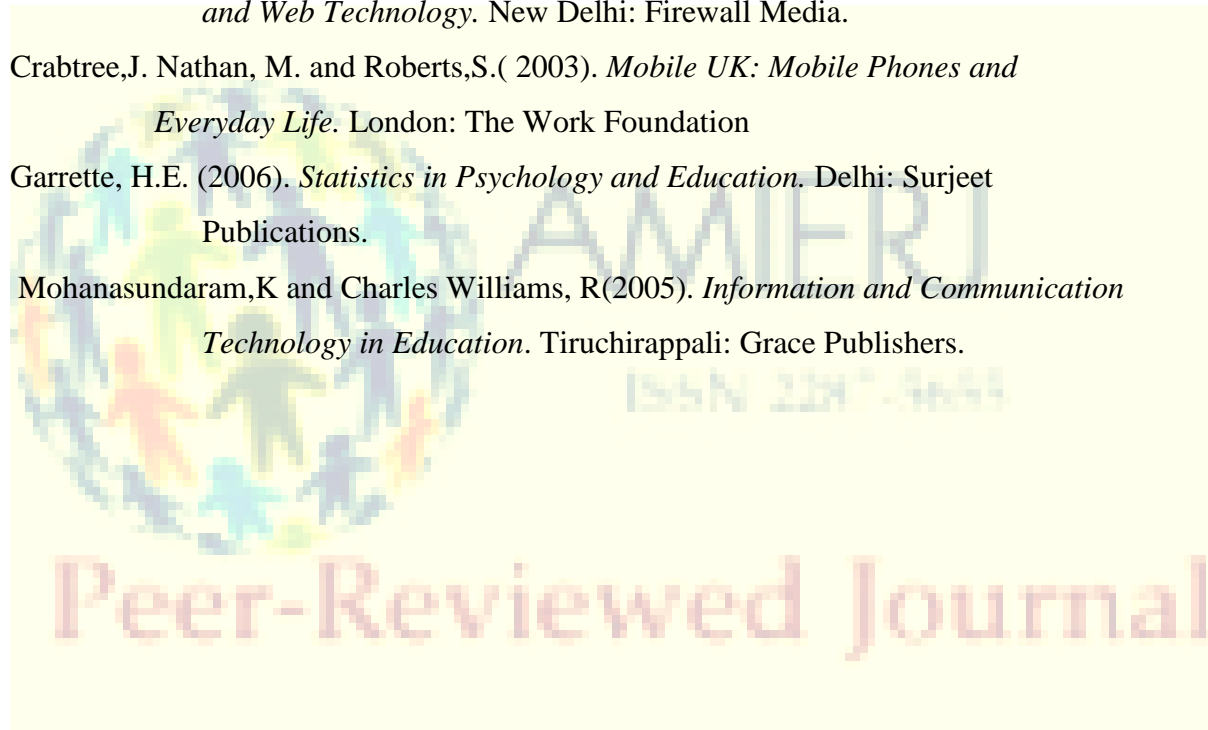 and Web Technology. New Delhi: Firewall Media.
Crabtree,J. Nathan, M. and Roberts,S.( 2003). Mobile UK: Mobile Phones and
Everyday Life. London: The Work Foundation
Garrette, H.E. (2006). Statistics in Psychology and Education. Delhi: Surjeet
Publications.
Mohanasundaram,K and Charles Williams, R(2005). Information and Communication
Technology in Education. Tiruchirappali: Grace Publishers.
AMIERJ
ISSN
Peer-Reviewed Journal